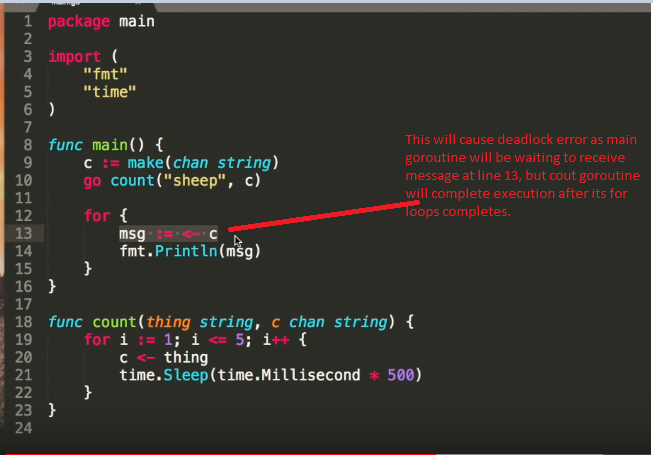 1 package main
2
3 import (
4 "fmt"
5 "time"
6 )
7
8 func main() {
9 c := make(chan string)
10 go count("sheep", c)
11
12 for {
13 msg := <- c
14 fmt.Println(msg)
15 }
16 }
17
18 func count(thing string, c chan string) {
19 for i := 1; i <= 5; i++ {
20 c <- thing
21 time.Sleep(time.Millisecond * 500)
22 }
23 }
24
This will cause deadlock error as main
goroutine will be waiting to receive
message at line 13, but cout goroutine
will complete execution after its for
loops completes.